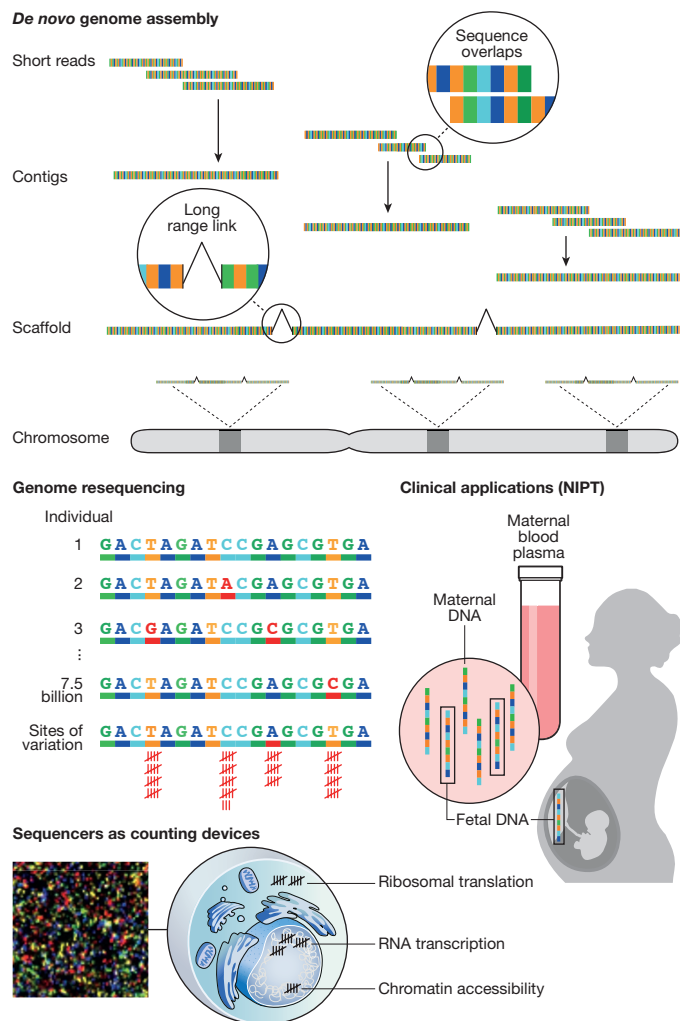 De novo genome assembly
Short reads
Sequence
overlaps
Contigs
Long
range link
Scaffold
Chromosome
Genome resequencing
Individual
1 GACTAGATCCGAGCGTGA
2 GACTAGATACGAGCGTGA
3 GACGAGATCCGCGCGTGA
⋮
7.5
billion GACTAGATCCGAGCGCGA
Sites of
variation GACTAGATCCGAGCGTGA
Clinical applications (NIPT)
Maternal
blood
plasma
Maternal
DNA
Fetal DNA
Sequencers as counting devices
Ribosomal translation
RNA transcription
Chromatin accessibility